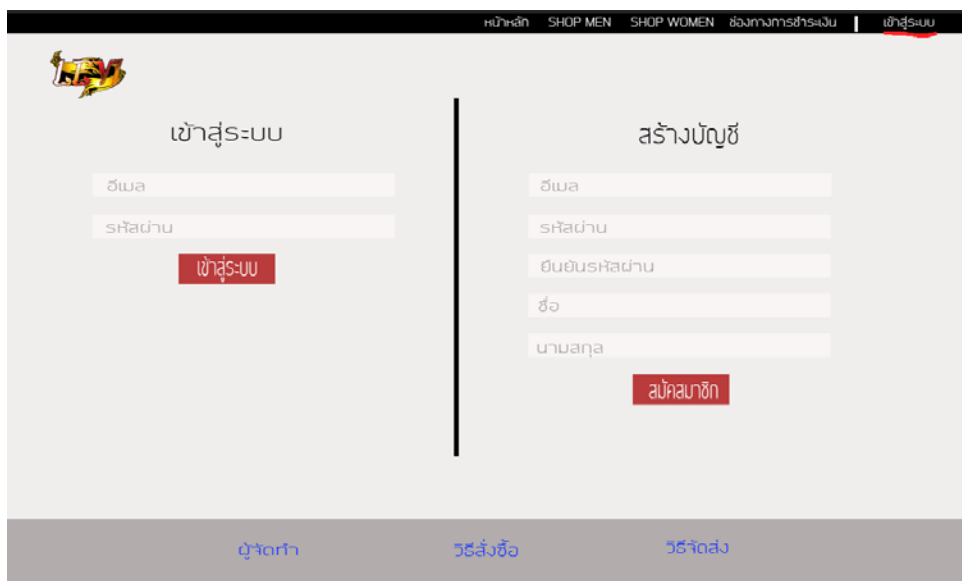 หน้าหลัก SHOP MEN SHOP WOMEN ช่องทางการชำระเงิน เข้าสู่ระบบ
เข้าสู่ระบบ
อีเมล
รหัสผ่าน
เข้าสู่ระบบ
สร้างบัญชี
อีเมล
รหัสผ่าน
ยืนยันรหัสผ่าน
ชื่อ
นามสกุล
สมัคสมาชิก
ผู้จัดทำ วิธีสั่งซื้อ วิธีจัดส่ง